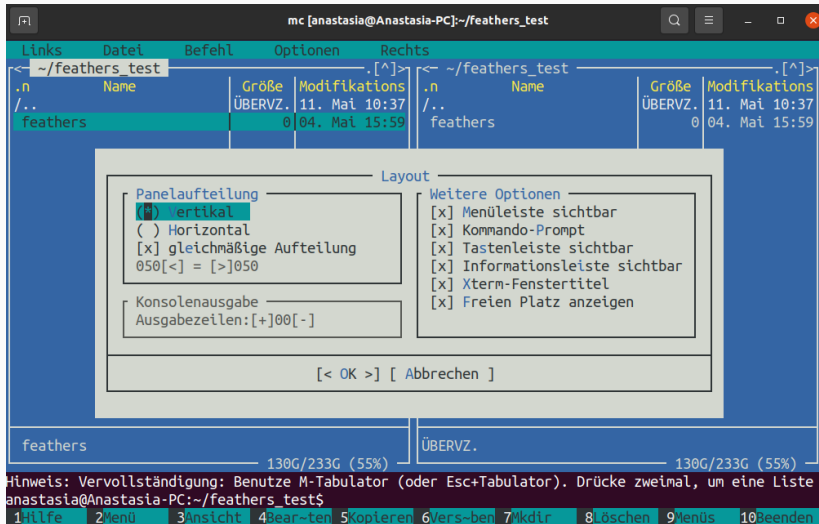 mc [anastasia@Anastasia-PC]:~/feathers_test
Links Datei Befehl Optionen Rechts
<─ ~/feathers_test ─.[^]>
.n Name Größe Modifikations
/.. ÜBERVZ. 11. Mai 10:37
feathers 0 04. Mai 15:59
<─ ~/feathers_test ─.[^]>
.n Name Größe Modifikations
/.. ÜBERVZ. 11. Mai 10:37
feathers 0 04. Mai 15:59
Layout
Panelaufteilung
(*) Vertikal
( ) Horizontal
[x] gleichmäßige Aufteilung
050[<] = [>]050
Konsolenausgabe
Ausgabezeilen:[+]00[-]
Weitere Optionen
[x] Menüleiste sichtbar
[x] Kommando-Prompt
[x] Tastenleiste sichtbar
[x] Informationsleiste sichtbar
[x] Xterm-Fenstertitel
[x] Freien Platz anzeigen
[< OK >] [ Abbrechen ]
feathers
130G/233G (55%)
ÜBERVZ.
130G/233G (55%)
Hinweis: Vervollständigung: Benutze M-Tabulator (oder Esc+Tabulator). Drücke zweimal, um eine Liste
anastasia@Anastasia-PC:~/feathers_test$
1Hilfe 2Menü 3Ansicht 4Bear~ten 5Kopieren 6Vers~ben 7Mkdir 8Löschen 9Menüs 10Beenden